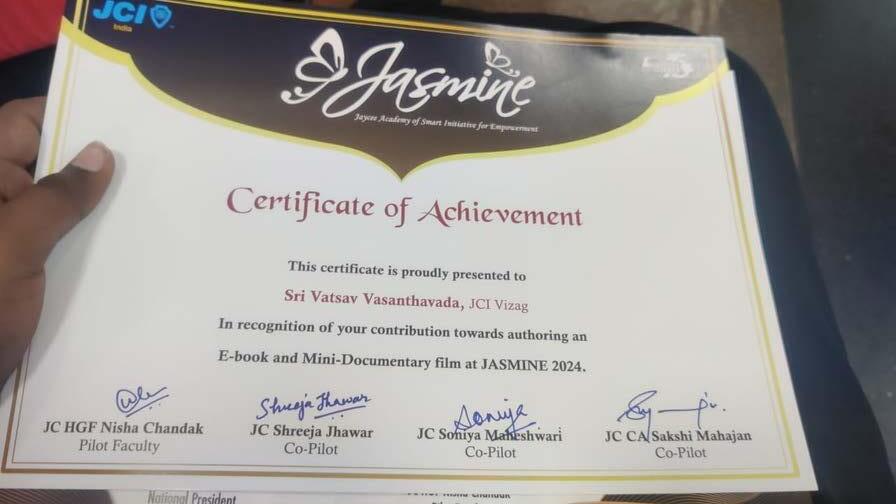 JCI
India
Jasmine
Jaycee Academy of Smart Initiative for Empowerment
Certificate of Achievement
This certificate is proudly presented to
Sri Vatsav Vasanthavada, JCI Vizag
In recognition of your contribution towards authoring an
E-book and Mini-Documentary film at JASMINE 2024.
Shreeja Jhawar
Soniya
JC HGF Nisha Chandak
Pilot Faculty
JC Shreeja Jhawar
Co-Pilot
JC Soniya Maheshwari
Co-Pilot
JC CA Sakshi Mahajan
Co-Pilot
National President